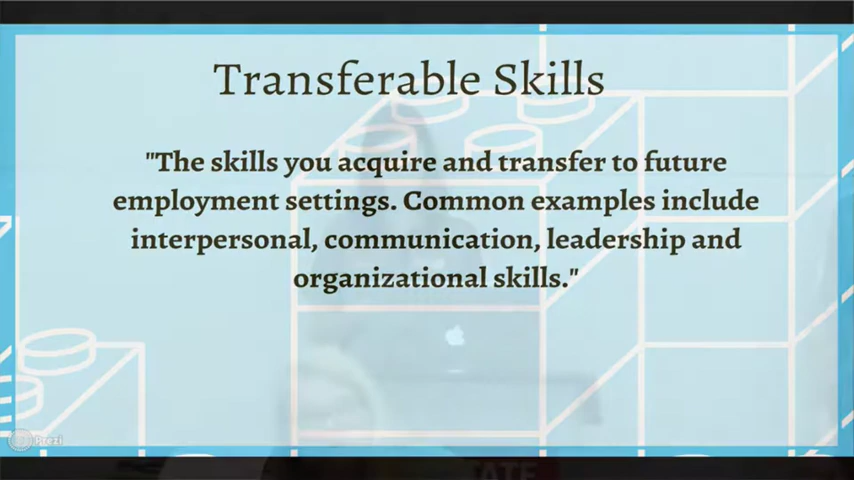 Transferable Skills
"The skills you acquire and transfer to future
employment settings. Common examples include
interpersonal, communication, leadership and
organizational skills."
Prezi